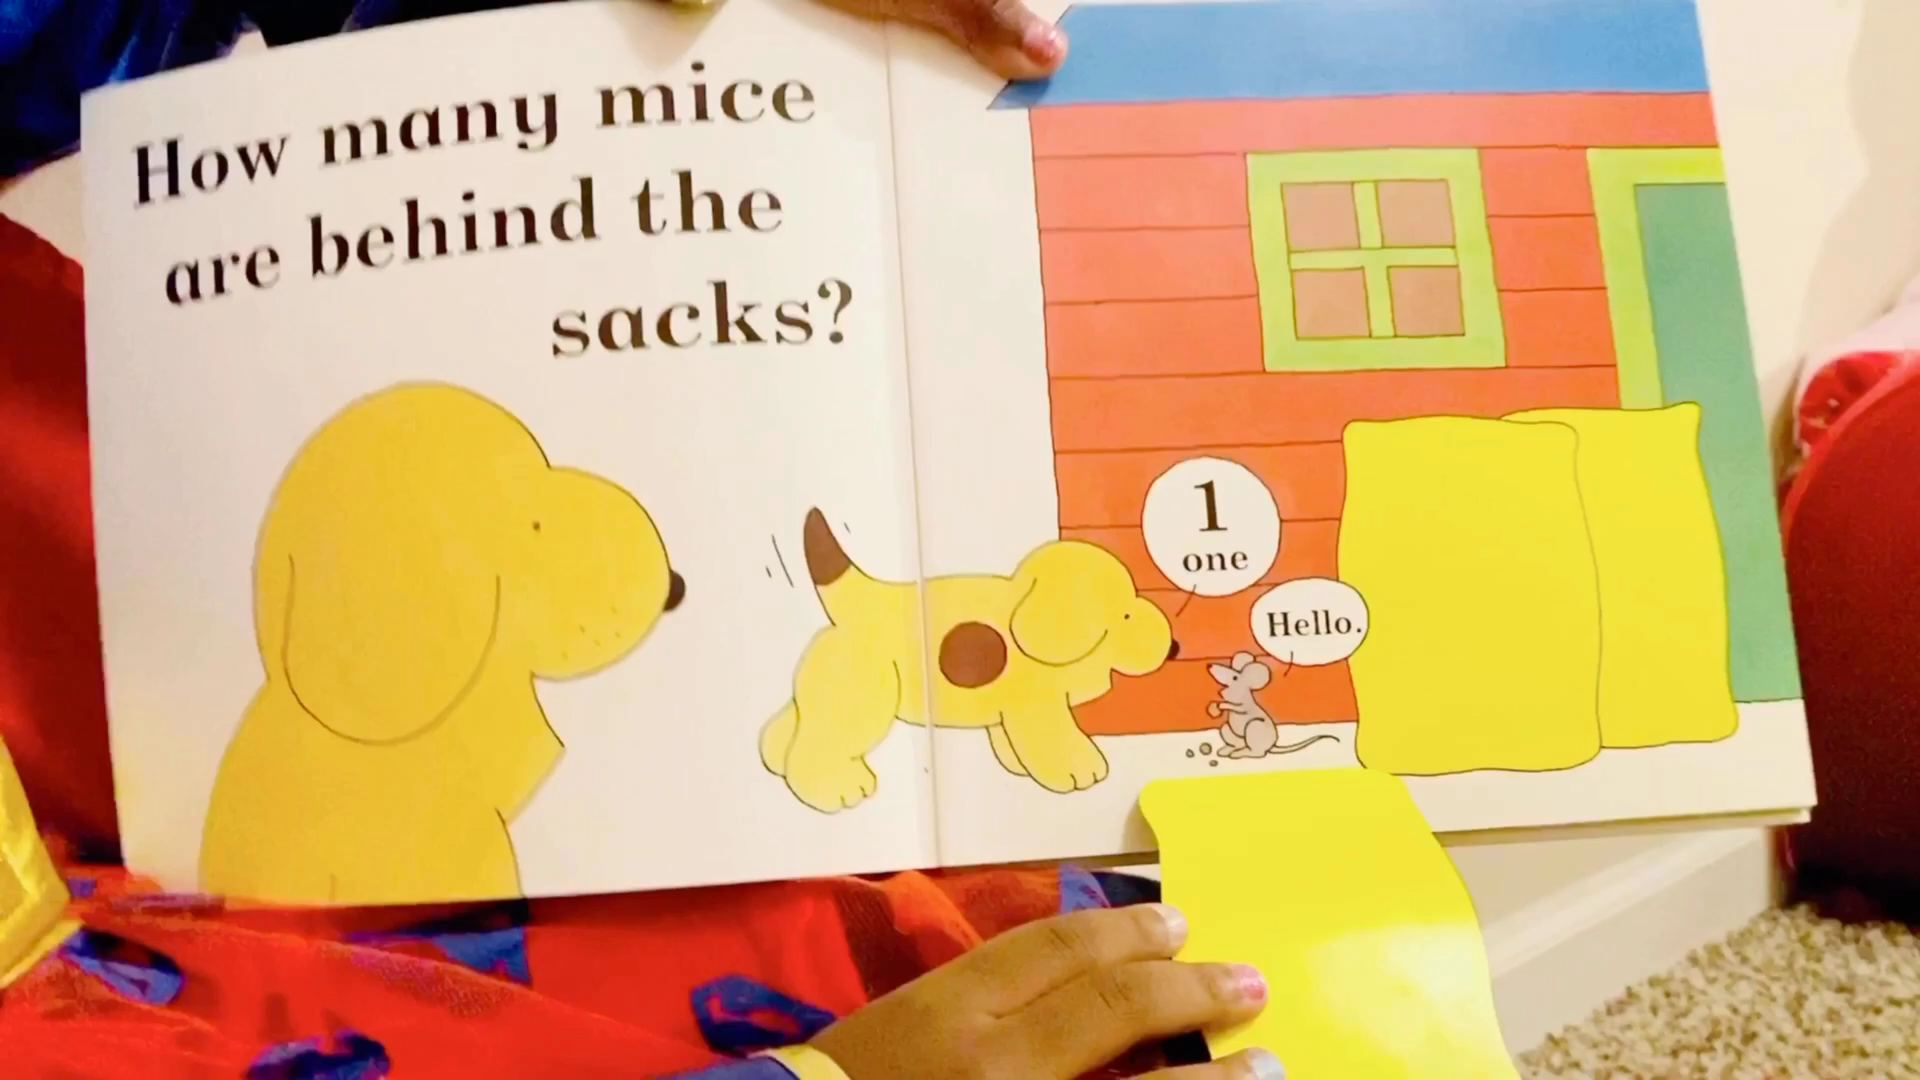 How many mice
are behind the
sacks?
1
one
Hello.